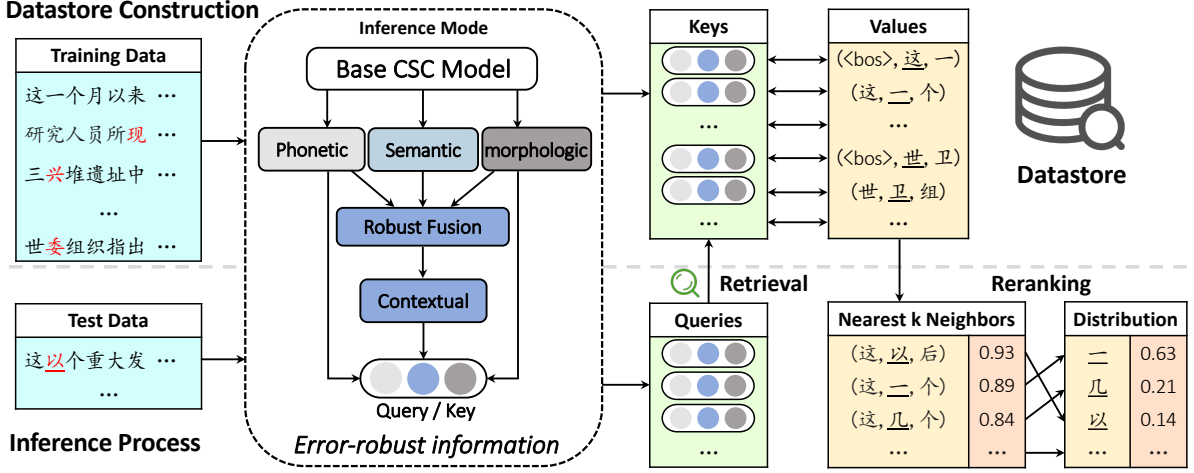 Datastore Construction
Training Data
这一个月以来 ...
研究人员所现 ...
三兴堆遗址中 ...
...
世委组织指出 ...
Test Data
这以个重大发 ...
...
Inference Process
Inference Mode
Base CSC Model
Phonetic
Semantic
morphologic
Robust Fusion
Contextual
Query / Key
Error-robust information
Keys
...
...
Values
(<bos>, 这, 一)
(这, 一, 个)
...
(<bos>, 世, 卫)
(世, 卫, 组)
...
Datastore
Retrieval
Reranking
Queries
...
Nearest k Neighbors
(这, 以, 后) 0.93
(这, 一, 个) 0.89
(这, 几, 个) 0.84
... ...
Distribution
一 0.63
几 0.21
以 0.14
... ...